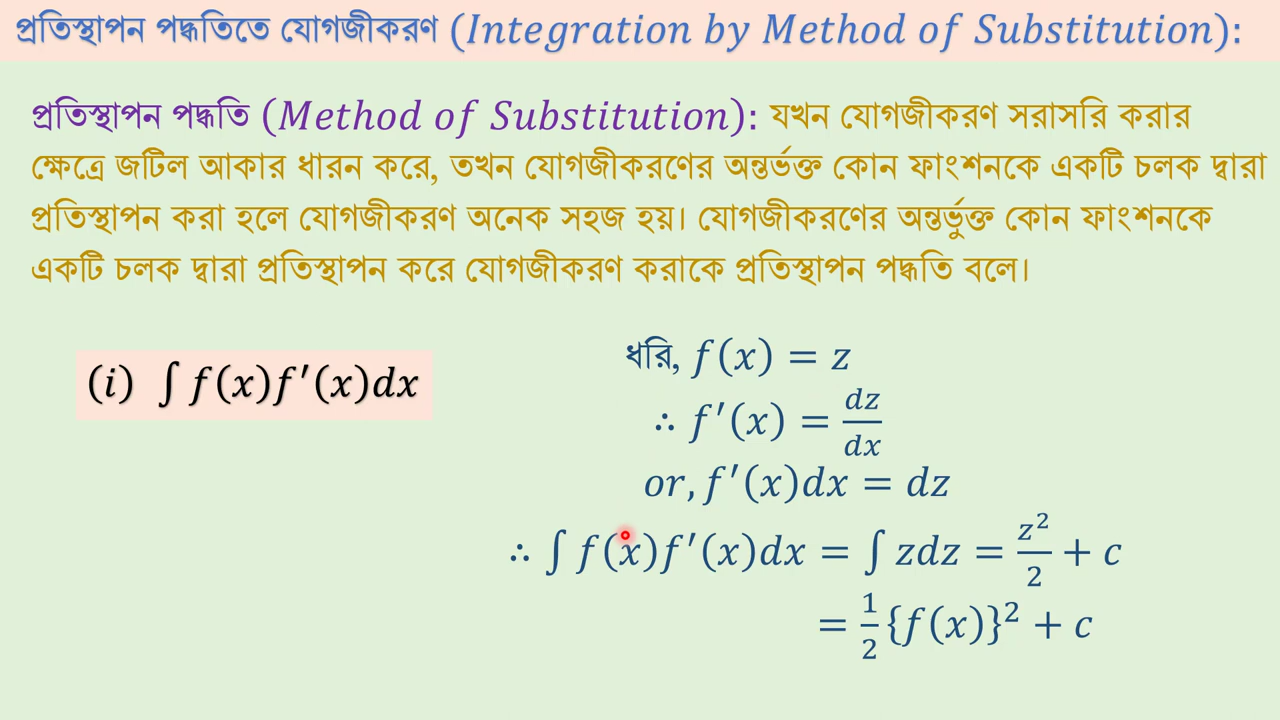 প্রতিস্থাপন পদ্ধতিতে যোগজীকরণ (Integration by Method of Substitution):
প্রতিস্থাপন পদ্ধতি (Method of Substitution): যখন যোগজীকরণ সরাসরি করার
ক্ষেত্রে জটিল আকার ধারন করে, তখন যোগজীকরণের অন্তর্ভক্ত কোন ফাংশনকে একটি চলক দ্বারা
প্রতিস্থাপন করা হলে যোগজীকরণ অনেক সহজ হয়। যোগজীকরণের অন্তর্ভুক্ত কোন ফাংশনকে
একটি চলক দ্বারা প্রতিস্থাপন করে যোগজীকরণ করাকে প্রতিস্থাপন পদ্ধতি বলে।
(i) ∫ f(x)f′(x)dx
ধরি, f(x) = z
∴ f′(x) = dz/dx
or, f′(x)dx = dz
∴ ∫ f(x)f′(x)dx = ∫ zdz = z²/2 + c
= 1/2 {f(x)}² + c